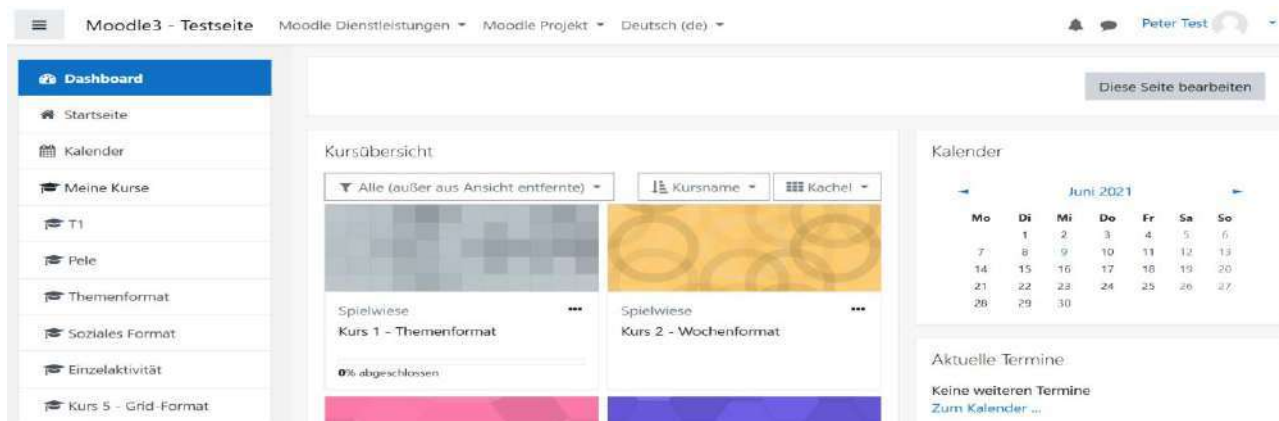 Moodle3 - Testseite Moodle Dienstleistungen Moodle Projekt Deutsch (de) Peter Test
Dashboard
Startseite
Kalender
Meine Kurse
T1
Pele
Themenformat
Soziales Format
Einzelaktivität
Kurs 5 - Grid-Format
Diese Seite bearbeiten
Kursübersicht
Alle (außer aus Ansicht entfernte) Kursname Kachel
Spielwiese
Kurs 1 - Themenformat
0% abgeschlossen
Spielwiese
Kurs 2 - Wochenformat
Kalender
Juni 2021
Mo Di Mi Do Fr Sa So
1 2 3 4 5 6
7 8 9 10 11 12 13
14 15 16 17 18 19 20
21 22 23 24 25 26 27
28 29 30
Aktuelle Termine
Keine weiteren Termine
Zum Kalender ...